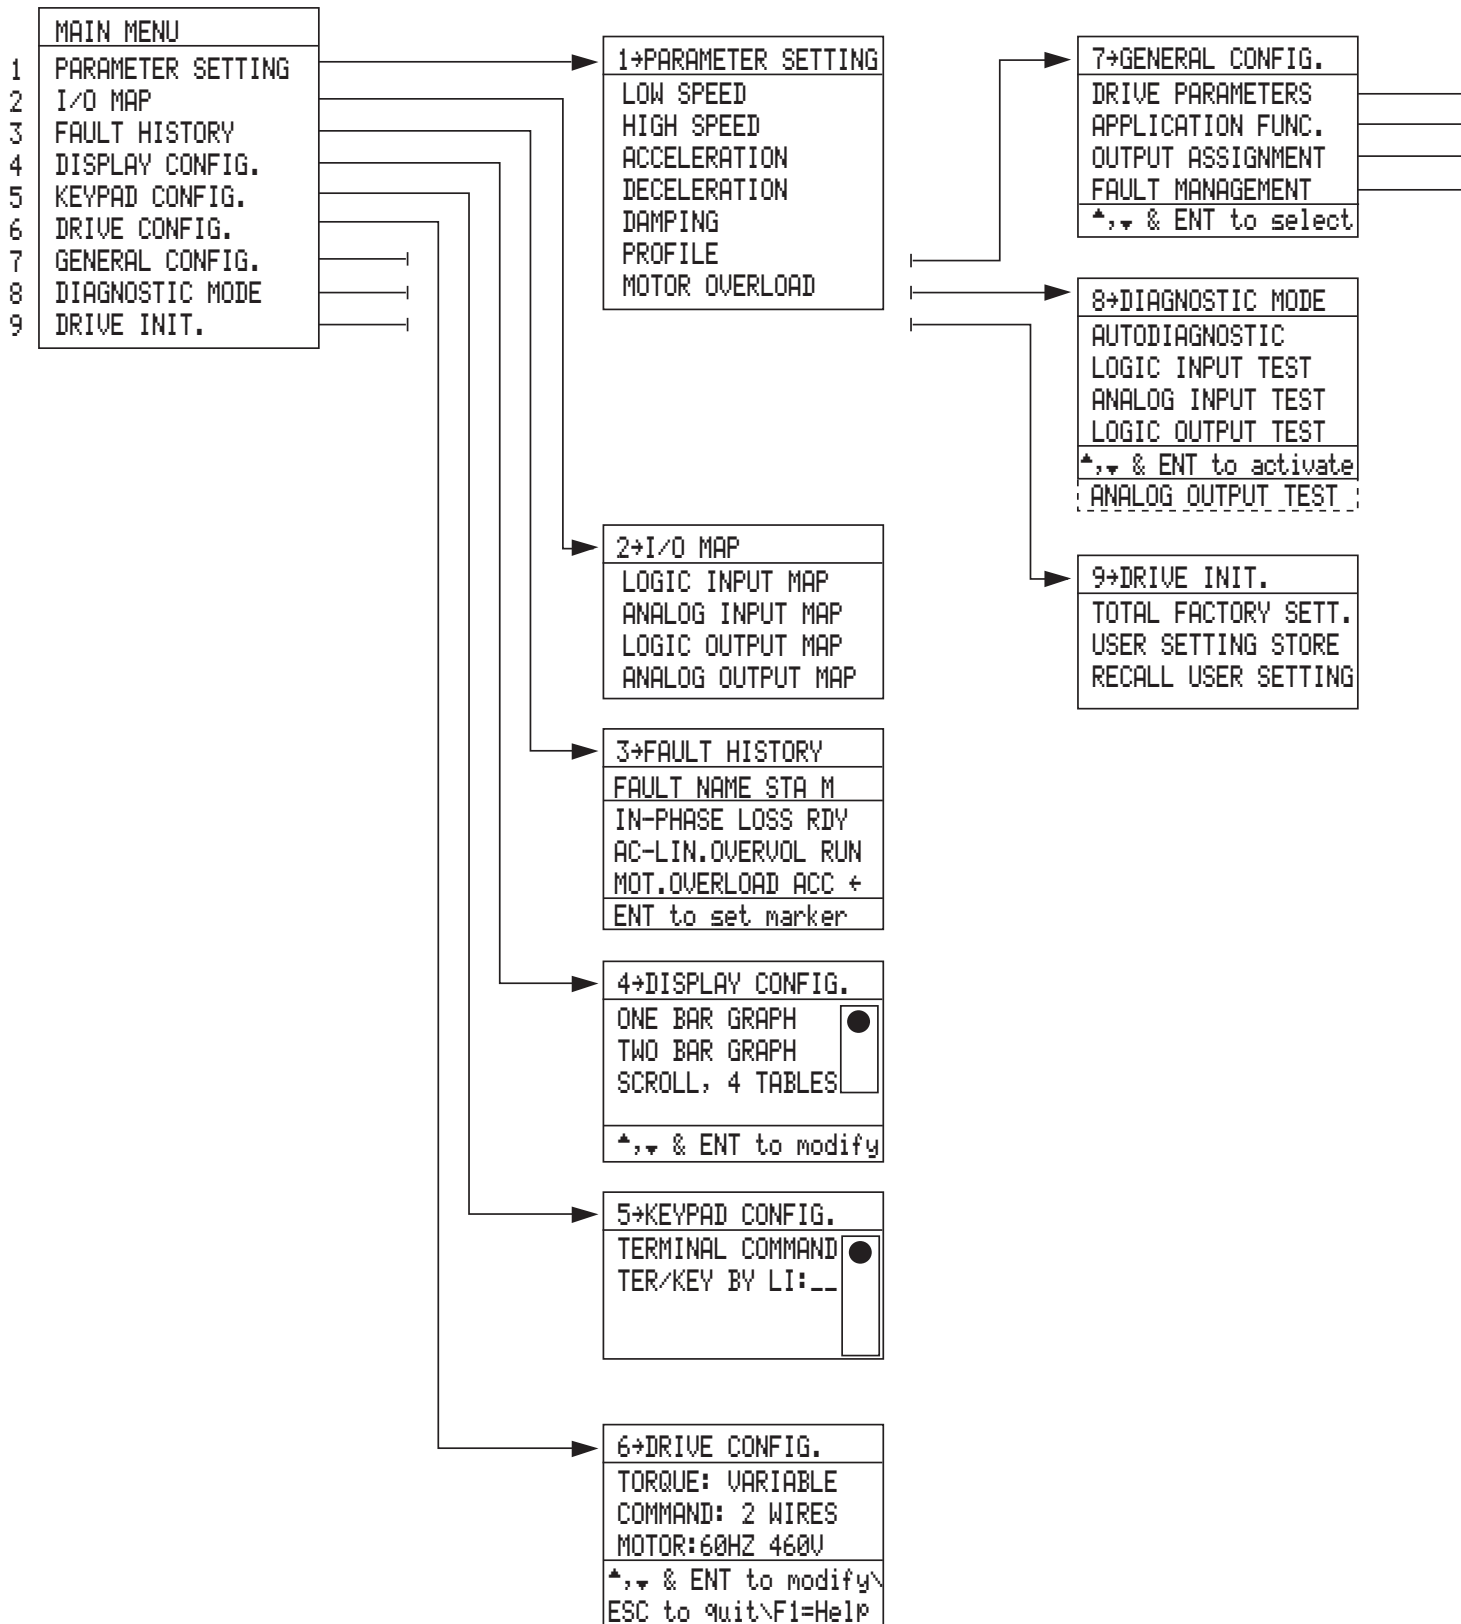 MAIN MENU
1 PARAMETER SETTING
2 I/O MAP
3 FAULT HISTORY
4 DISPLAY CONFIG.
5 KEYPAD CONFIG.
6 DRIVE CONFIG.
7 GENERAL CONFIG.
8 DIAGNOSTIC MODE
9 DRIVE INIT.
1→PARAMETER SETTING
LOW SPEED
HIGH SPEED
ACCELERATION
DECELERATION
DAMPING
PROFILE
MOTOR OVERLOAD
2→I/O MAP
LOGIC INPUT MAP
ANALOG INPUT MAP
LOGIC OUTPUT MAP
ANALOG OUTPUT MAP
3→FAULT HISTORY
FAULT NAME STA M
IN-PHASE LOSS RDY
AC-LIN.OVERVOL RUN
MOT.OVERLOAD ACC ←
ENT to set marker
4→DISPLAY CONFIG.
ONE BAR GRAPH
TWO BAR GRAPH
SCROLL, 4 TABLES
▲,▼ & ENT to modify
5→KEYPAD CONFIG.
TERMINAL COMMAND
TER/KEY BY LI:__
6→DRIVE CONFIG.
TORQUE: VARIABLE
COMMAND: 2 WIRES
MOTOR:60HZ 460V
▲,▼ & ENT to modify\
ESC to quit\F1=Help
7→GENERAL CONFIG.
DRIVE PARAMETERS
APPLICATION FUNC.
OUTPUT ASSIGNMENT
FAULT MANAGEMENT
▲,▼ & ENT to select
8→DIAGNOSTIC MODE
AUTODIAGNOSTIC
LOGIC INPUT TEST
ANALOG INPUT TEST
LOGIC OUTPUT TEST
▲,▼ & ENT to activate
ANALOG OUTPUT TEST
9→DRIVE INIT.
TOTAL FACTORY SETT.
USER SETTING STORE
RECALL USER SETTING